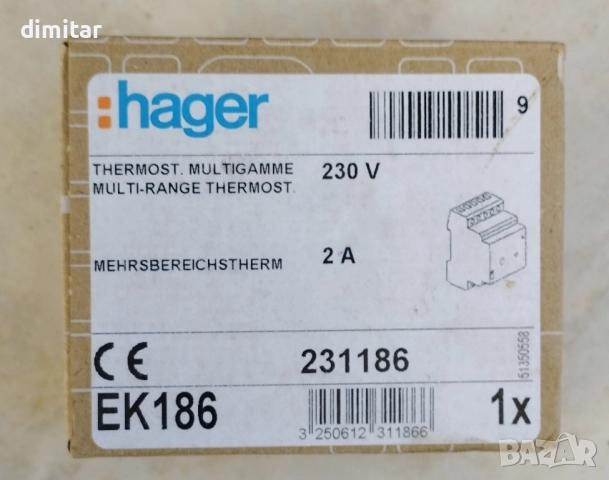 dimitar
:hager
9
THERMOST. MULTIGAMME 230 V
MULTI-RANGE THERMOST.
MEHRSBEREICHSTHERM 2 A
51350558
CE 231186
EK186 1x
3 250612 311866
BAZAR